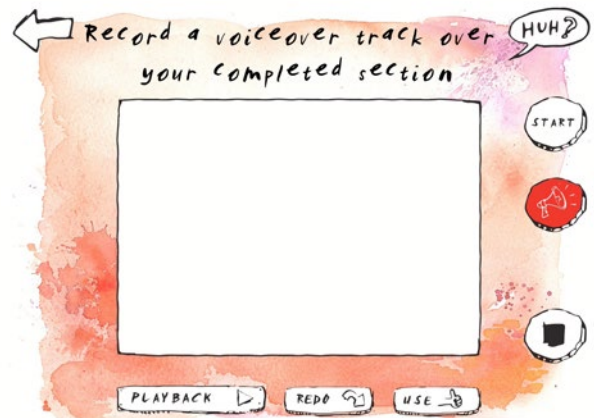 Record a voiceover track over
your completed section
HUH?
START
PLAYBACK
REDO
USE